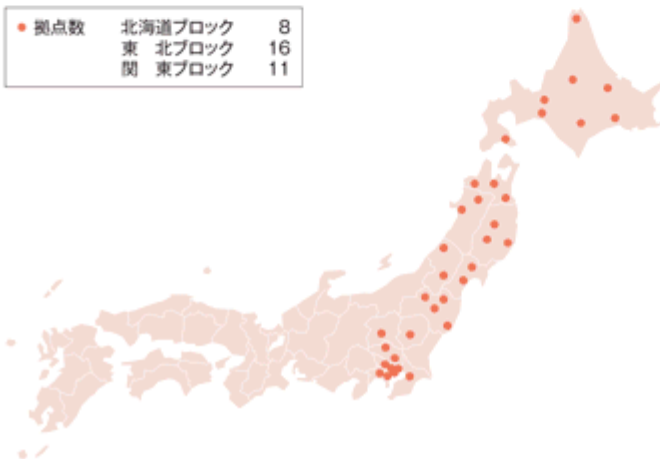 ● 拠点数 北海道ブロック 8
東 北ブロック 16
関 東ブロック 11